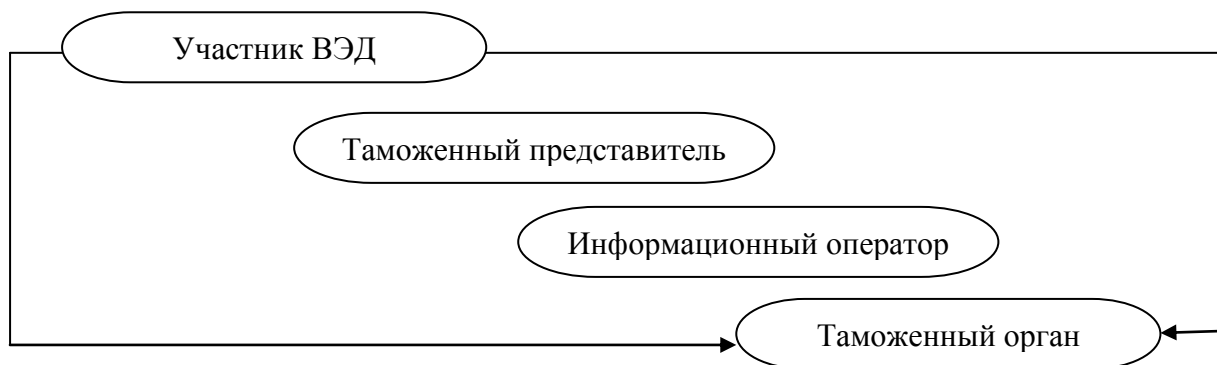 Участник ВЭД
Таможенный представитель
Информационный оператор
Таможенный орган